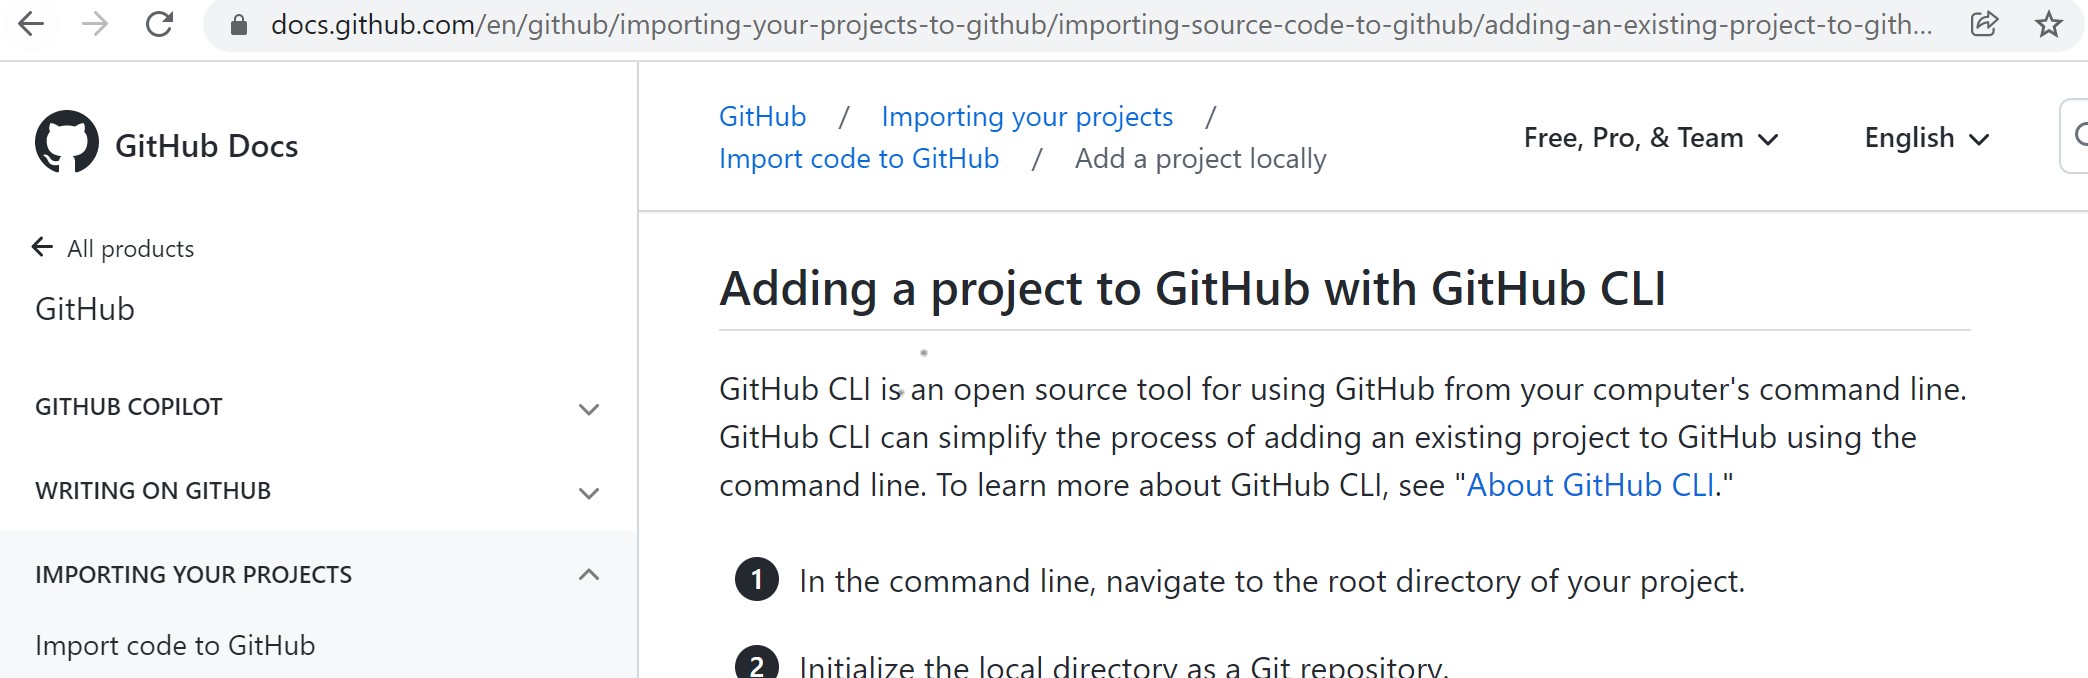 docs.github.com/en/github/importing-your-projects-to-github/importing-source-code-to-github/adding-an-existing-project-to-gith...
GitHub Docs
All products
GitHub
GITHUB COPILOT
WRITING ON GITHUB
IMPORTING YOUR PROJECTS
Import code to GitHub
GitHub / Importing your projects /
Import code to GitHub / Add a project locally
Free, Pro, & Team
English
Adding a project to GitHub with GitHub CLI
GitHub CLI is an open source tool for using GitHub from your computer's command line.
GitHub CLI can simplify the process of adding an existing project to GitHub using the
command line. To learn more about GitHub CLI, see "About GitHub CLI."
1 In the command line, navigate to the root directory of your project.
2 Initialize the local directory as a Git repository.